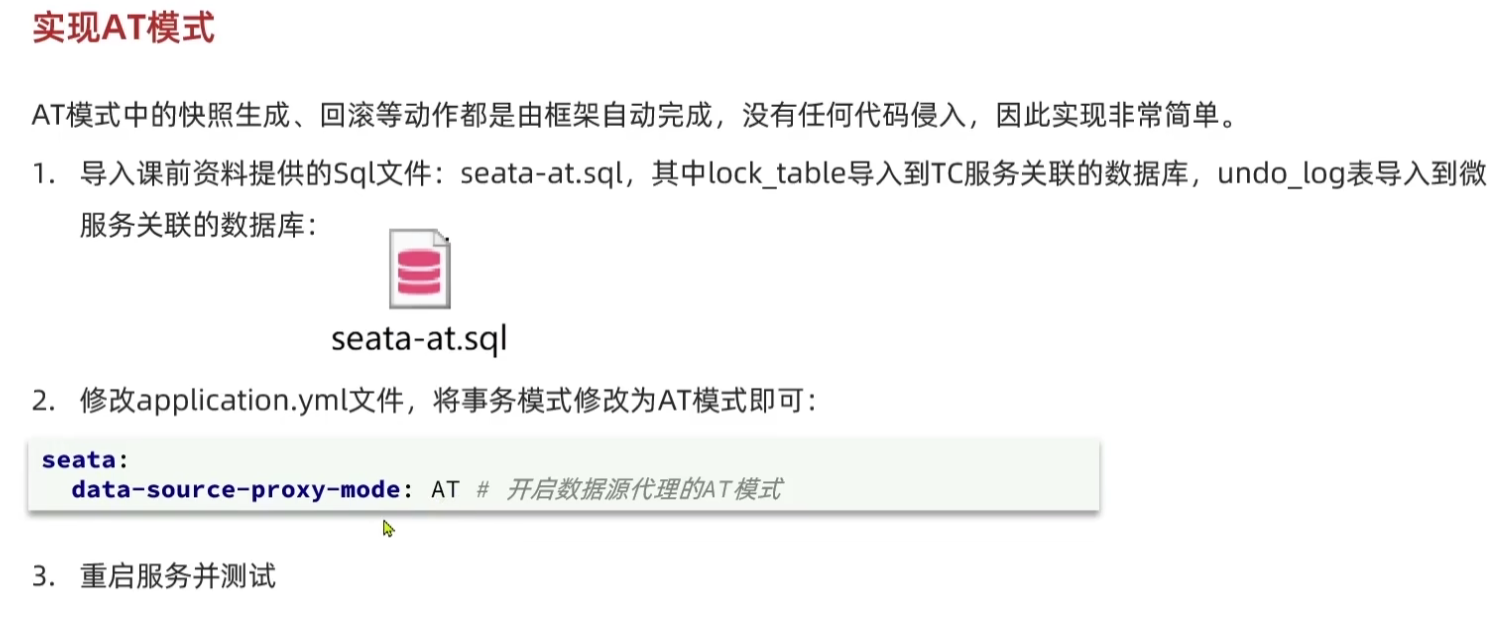 实现AT模式
AT模式中的快照生成、回滚等动作都是由框架自动完成，没有任何代码侵入，因此实现非常简单。
1. 导入课前资料提供的Sql文件：seata-at.sql，其中lock_table导入到TC服务关联的数据库，undo_log表导入到微
服务关联的数据库：
seata-at.sql
2. 修改application.yml文件，将事务模式修改为AT模式即可：
seata:
data-source-proxy-mode: AT # 开启数据源代理的AT模式
3. 重启服务并测试